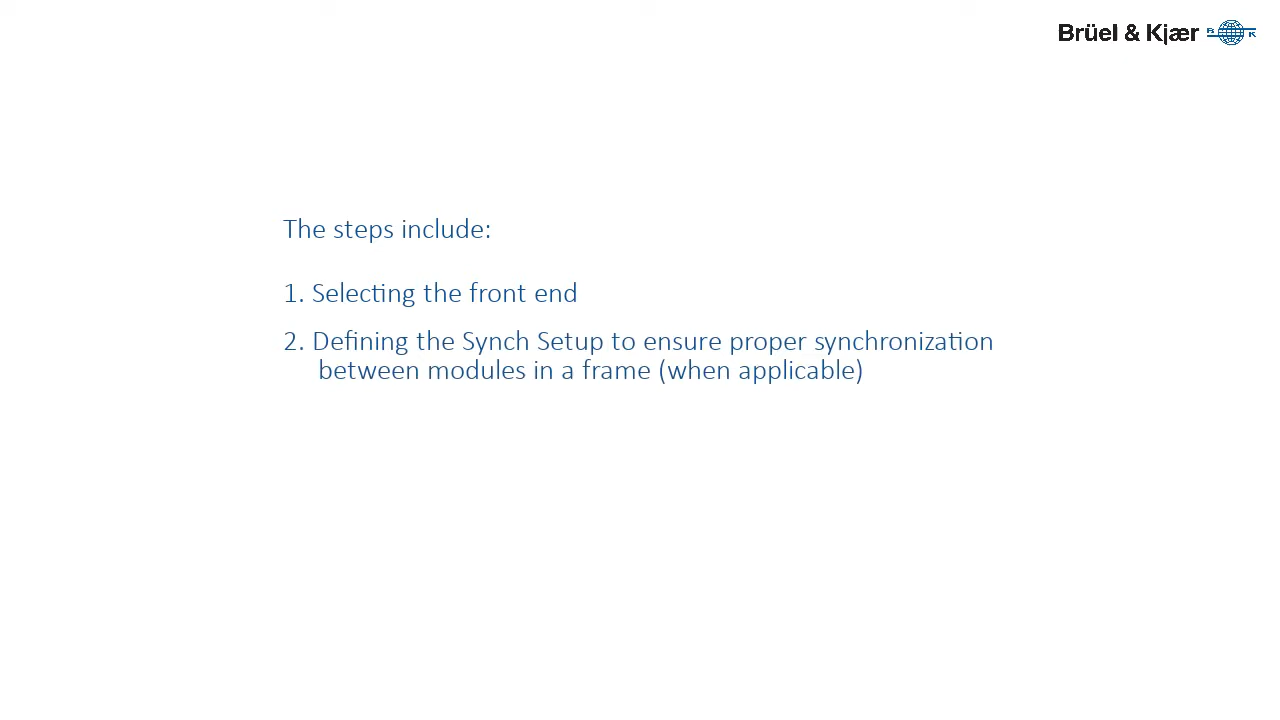 Brüel & Kjær
The steps include:
1. Selecting the front end
2. Defining the Synch Setup to ensure proper synchronization
between modules in a frame (when applicable)